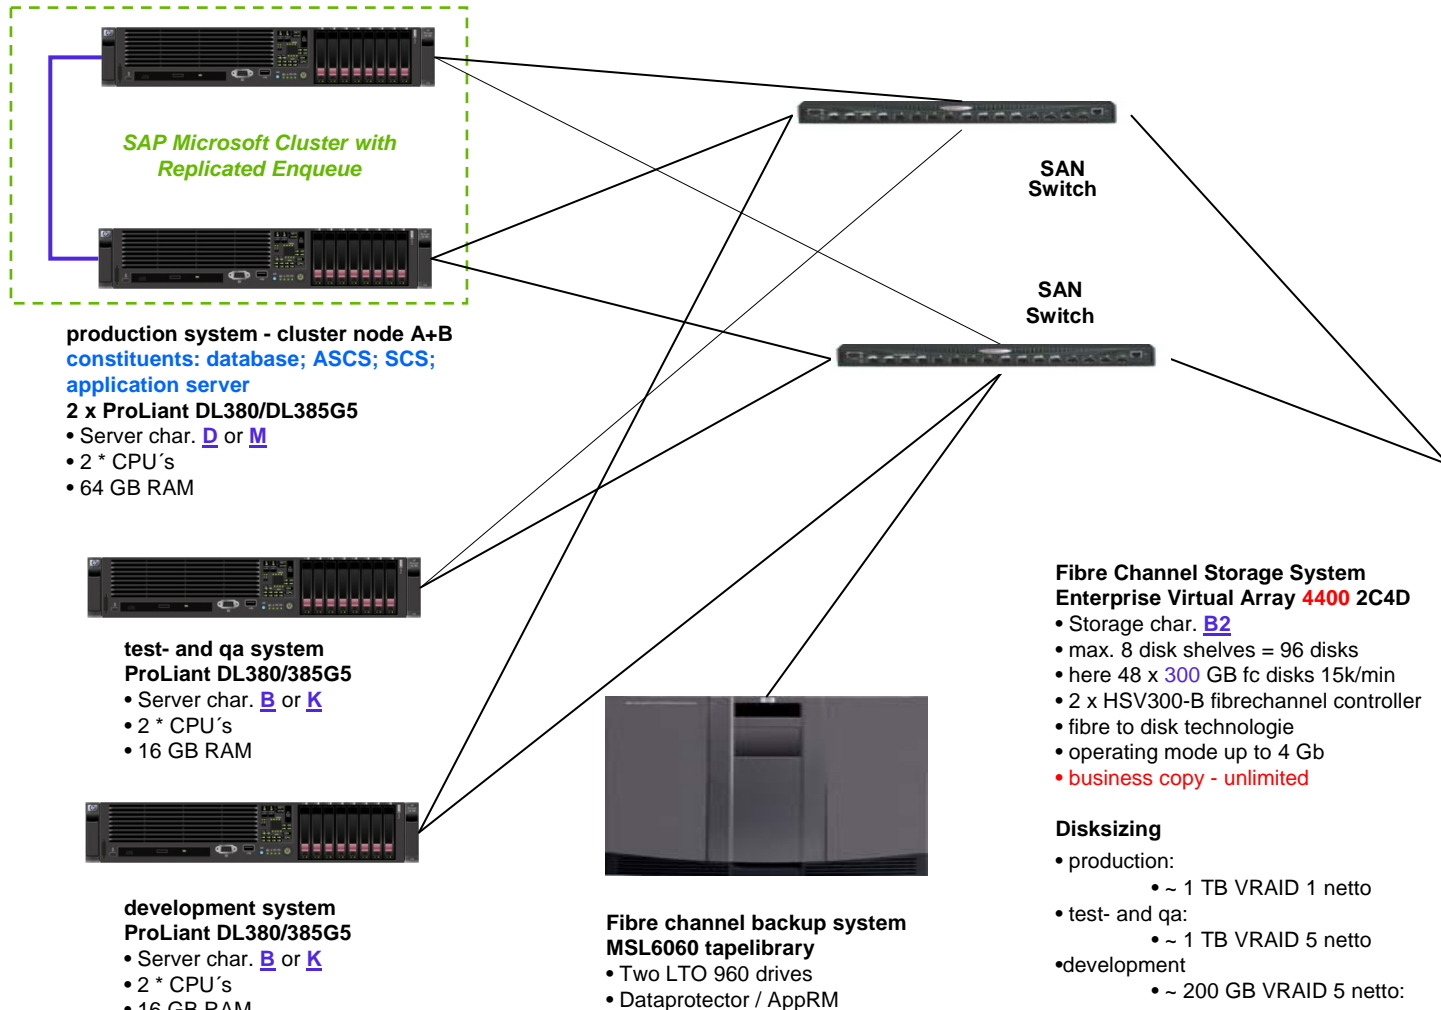 SAP Microsoft Cluster with
Replicated Enqueue
SAN
Switch
SAN
Switch
production system - cluster node A+B
constituents: database; ASCS; SCS;
application server
2 x ProLiant DL380/DL385G5
• Server char. D or M
• 2 * CPU´s
• 64 GB RAM
test- and qa system
ProLiant DL380/385G5
• Server char. B or K
• 2 * CPU´s
• 16 GB RAM
development system
ProLiant DL380/385G5
• Server char. B or K
• 2 * CPU´s
• 16 GB RAM
Fibre channel backup system
MSL6060 tapelibrary
• Two LTO 960 drives
• Dataprotector / AppRM
Fibre Channel Storage System
Enterprise Virtual Array 4400 2C4D
• Storage char. B2
• max. 8 disk shelves = 96 disks
• here 48 x 300 GB fc disks 15k/min
• 2 x HSV300-B fibrechannel controller
• fibre to disk technologie
• operating mode up to 4 Gb
• business copy - unlimited
Disksizing
• production:
• ~ 1 TB VRAID 1 netto
• test- and qa:
• ~ 1 TB VRAID 5 netto
•development
• ~ 200 GB VRAID 5 netto: